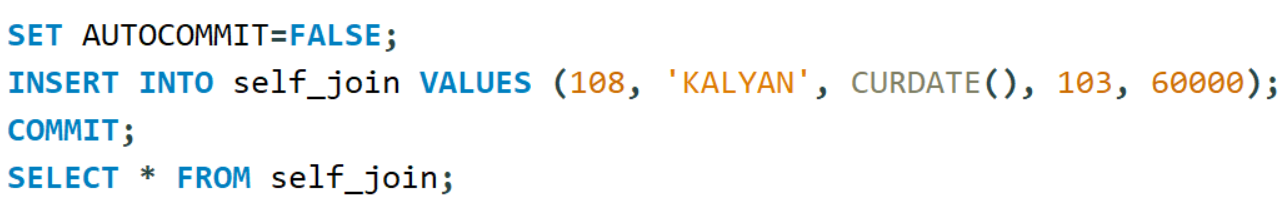 SET AUTOCOMMIT=FALSE;
INSERT INTO self_join VALUES (108, 'KALYAN', CURDATE(), 103, 60000);
COMMIT;
SELECT * FROM self_join;